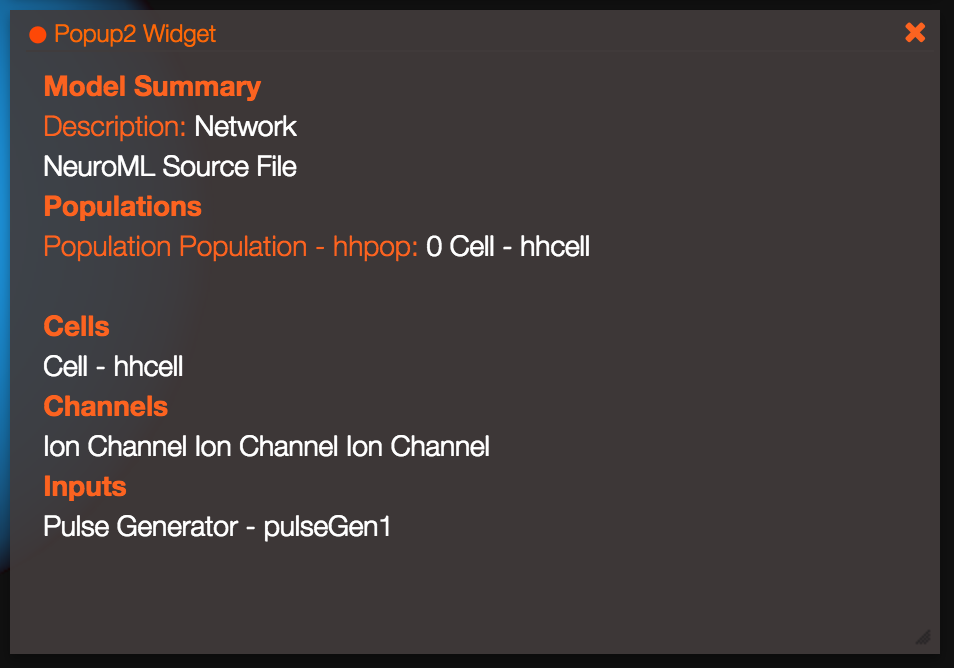 Popup2 Widget
Model Summary
Description: Network
NeuroML Source File
Populations
Population Population - hhpop: 0 Cell - hhcell
Cells
Cell - hhcell
Channels
Ion Channel Ion Channel Ion Channel
Inputs
Pulse Generator - pulseGen1